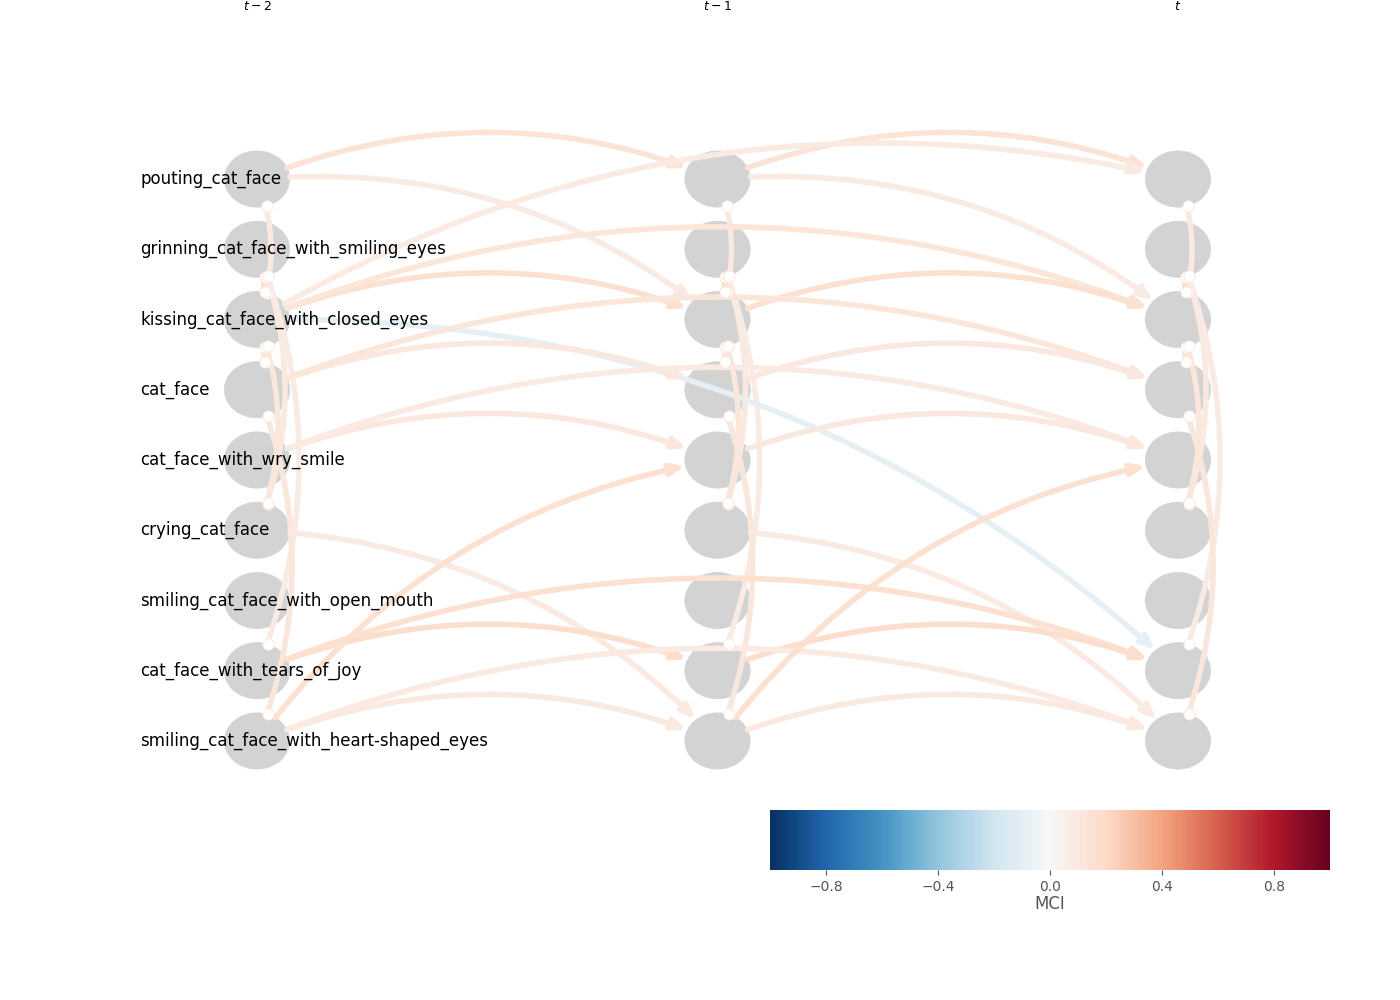 t − 2 t − 1 t
pouting_cat_face
grinning_cat_face_with_smiling_eyes
kissing_cat_face_with_closed_eyes
cat_face
cat_face_with_wry_smile
crying_cat_face
smiling_cat_face_with_open_mouth
cat_face_with_tears_of_joy
smiling_cat_face_with_heart-shaped_eyes
−0.8 −0.4 0.0 0.4 0.8
MCI